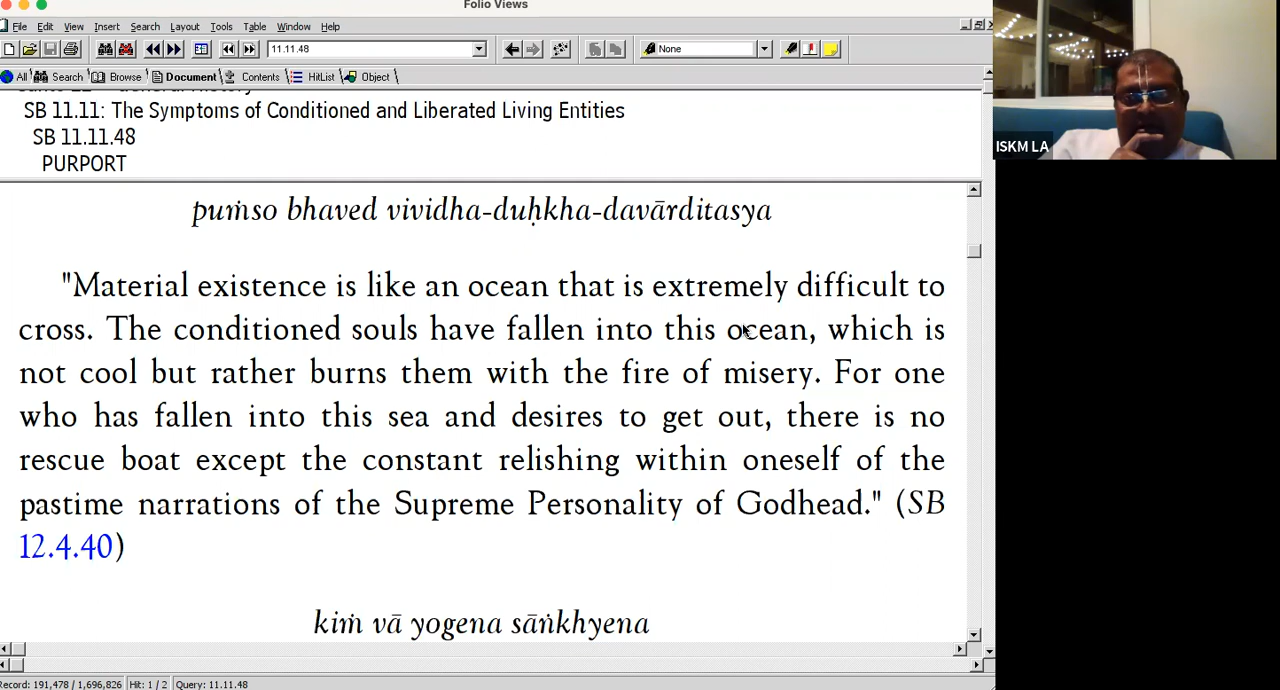 Folio Views
File Edit View Insert Search Layout Tools Table Window Help
11.11.48 None
All Search Browse Document Contents HitList Object
SB 11.11: The Symptoms of Conditioned and Liberated Living Entities
SB 11.11.48
PURPORT
puṁso bhaved vividha-duḥkha-davārditasya
"Material existence is like an ocean that is extremely difficult to
cross. The conditioned souls have fallen into this ocean, which is
not cool but rather burns them with the fire of misery. For one
who has fallen into this sea and desires to get out, there is no
rescue boat except the constant relishing within oneself of the
pastime narrations of the Supreme Personality of Godhead." (SB
12.4.40)
kiṁ vā yogena sāṅkhyena
Record: 191,478 / 1,696,826 Hit: 1 / 2 Query: 11.11.48
ISKM LA